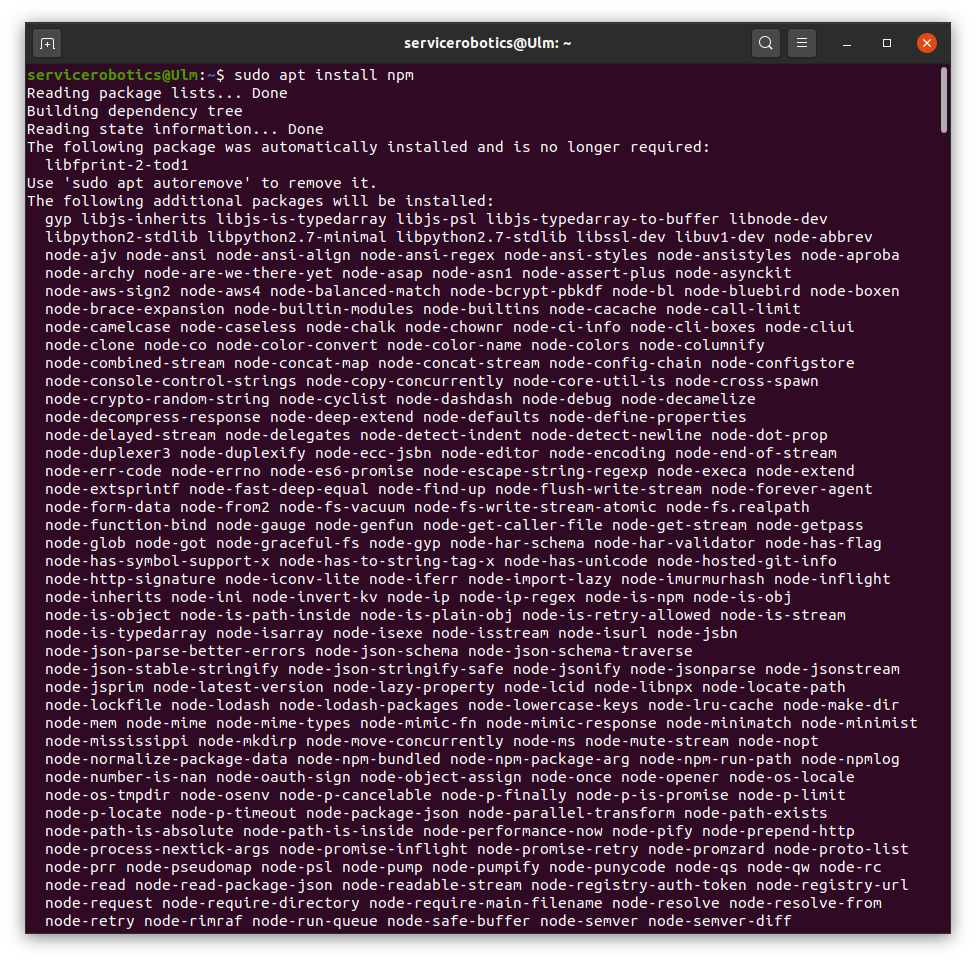 servicerobotics@Ulm: ~
servicerobotics@Ulm:~$ sudo apt install npm
Reading package lists... Done
Building dependency tree
Reading state information... Done
The following package was automatically installed and is no longer required:
  libfprint-2-tod1
Use 'sudo apt autoremove' to remove it.
The following additional packages will be installed:
  gyp libjs-inherits libjs-is-typedarray libjs-psl libjs-typedarray-to-buffer libnode-dev
  libpython2-stdlib libpython2.7-minimal libpython2.7-stdlib libssl-dev libuv1-dev node-abbrev
  node-ajv node-ansi node-ansi-align node-ansi-regex node-ansi-styles node-ansistyles node-aproba
  node-archy node-are-we-there-yet node-asap node-asn1 node-assert-plus node-asynckit
  node-aws-sign2 node-aws4 node-balanced-match node-bcrypt-pbkdf node-bl node-bluebird node-boxen
  node-brace-expansion node-builtin-modules node-builtins node-cacache node-call-limit
  node-camelcase node-caseless node-chalk node-chownr node-ci-info node-cli-boxes node-cliui
  node-clone node-co node-color-convert node-color-name node-colors node-columnify
  node-combined-stream node-concat-map node-concat-stream node-config-chain node-configstore
  node-console-control-strings node-copy-concurrently node-core-util-is node-cross-spawn
  node-crypto-random-string node-cyclist node-dashdash node-debug node-decamelize
  node-decompress-response node-deep-extend node-defaults node-define-properties
  node-delayed-stream node-delegates node-detect-indent node-detect-newline node-dot-prop
  node-duplexer3 node-duplexify node-ecc-jsbn node-editor node-encoding node-end-of-stream
  node-err-code node-errno node-es6-promise node-escape-string-regexp node-execa node-extend
  node-extsprintf node-fast-deep-equal node-find-up node-flush-write-stream node-forever-agent
  node-form-data node-from2 node-fs-vacuum node-fs-write-stream-atomic node-fs.realpath
  node-function-bind node-gauge node-genfun node-get-caller-file node-get-stream node-getpass
  node-glob node-got node-graceful-fs node-gyp node-har-schema node-har-validator node-has-flag
  node-has-symbol-support-x node-has-to-string-tag-x node-has-unicode node-hosted-git-info
  node-http-signature node-iconv-lite node-iferr node-import-lazy node-imurmurhash node-inflight
  node-inherits node-ini node-invert-kv node-ip node-ip-regex node-is-npm node-is-obj
  node-is-object node-is-path-inside node-is-plain-obj node-is-retry-allowed node-is-stream
  node-is-typedarray node-isarray node-isexe node-isstream node-isurl node-jsbn
  node-json-parse-better-errors node-json-schema node-json-schema-traverse
  node-json-stable-stringify node-json-stringify-safe node-jsonify node-jsonparse node-jsonstream
  node-jsprim node-latest-version node-lazy-property node-lcid node-libnpx node-locate-path
  node-lockfile node-lodash node-lodash-packages node-lowercase-keys node-lru-cache node-make-dir
  node-mem node-mime node-mime-types node-mimic-fn node-mimic-response node-minimatch node-minimist
  node-mississippi node-mkdirp node-move-concurrently node-ms node-mute-stream node-nopt
  node-normalize-package-data node-npm-bundled node-npm-package-arg node-npm-run-path node-npmlog
  node-number-is-nan node-oauth-sign node-object-assign node-once node-opener node-os-locale
  node-os-tmpdir node-osenv node-p-cancelable node-p-finally node-p-is-promise node-p-limit
  node-p-locate node-p-timeout node-package-json node-parallel-transform node-path-exists
  node-path-is-absolute node-path-is-inside node-performance-now node-pify node-prepend-http
  node-process-nextick-args node-promise-inflight node-promise-retry node-promzard node-proto-list
  node-prr node-pseudomap node-psl node-pump node-pumpify node-punycode node-qs node-qw node-rc
  node-read node-read-package-json node-readable-stream node-registry-auth-token node-registry-url
  node-request node-require-directory node-require-main-filename node-resolve node-resolve-from
  node-retry node-rimraf node-run-queue node-safe-buffer node-semver node-semver-diff